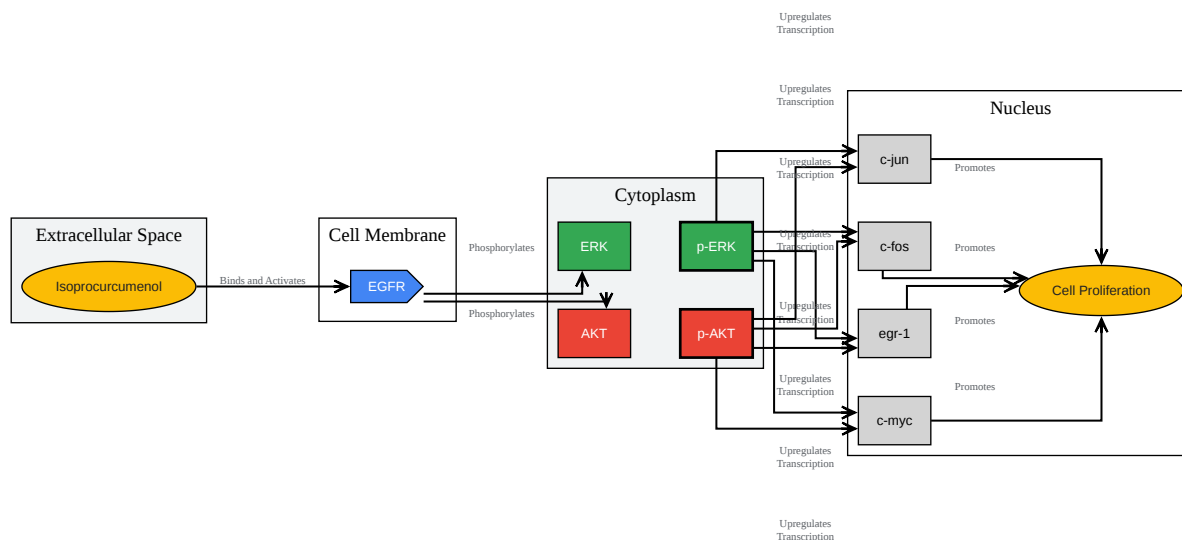 Upregulates
Transcription
Upregulates
Transcription
Nucleus
c-jun
Upregulates
Transcription
Promotes
Cytoplasm
Extracellular Space
Cell Membrane
Phosphorylates
ERK
p-ERK
Upregulates
Transcription
c-fos
Promotes
Isoprocurcumenol
Binds and Activates
EGFR
Cell Proliferation
Phosphorylates
AKT
p-AKT
Upregulates
Transcription
egr-1
Promotes
Upregulates
Transcription
Promotes
c-myc
Upregulates
Transcription
Upregulates
Transcription